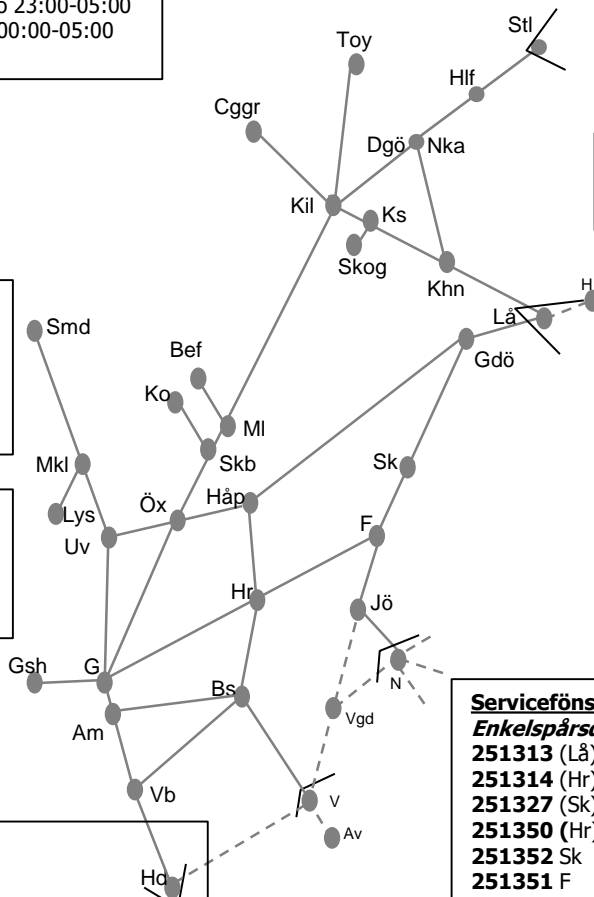 o 23:00-05:00
00:00-05:00
Stl
Toy
Hlf
Cggr
Dgö
Nka
Kil
Ks
Skog
Khn
H
Lå
Smd
Gdö
Bef
Ko
Ml
Skb
Sk
Mkl
Öx
Håp
Lys
F
Uv
Hr
Jö
Gsh
G
Bs
N
Am
Vgd
Vb
V
Av
Hd
Serviceföns
Enkelspårsd
251313 (Lå)
251314 (Hr)
251327 (Sk)
251350 (Hr)
251352 Sk
251351 F